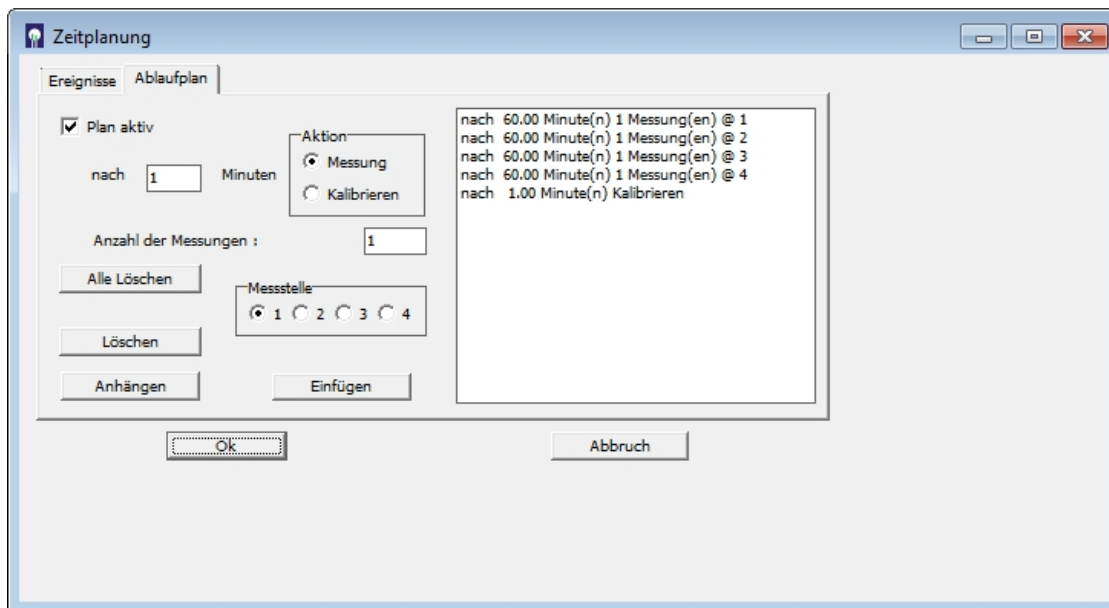 Zeitplanung
Ereignisse Ablaufplan
Plan aktiv
nach 1 Minuten
Aktion
Messung
Kalibrieren
Anzahl der Messungen : 1
Alle Löschen
Messstelle
1 2 3 4
Löschen
Anhängen Einfügen
nach 60.00 Minute(n) 1 Messung(en) @ 1
nach 60.00 Minute(n) 1 Messung(en) @ 2
nach 60.00 Minute(n) 1 Messung(en) @ 3
nach 60.00 Minute(n) 1 Messung(en) @ 4
nach 1.00 Minute(n) Kalibrieren
Ok Abbruch